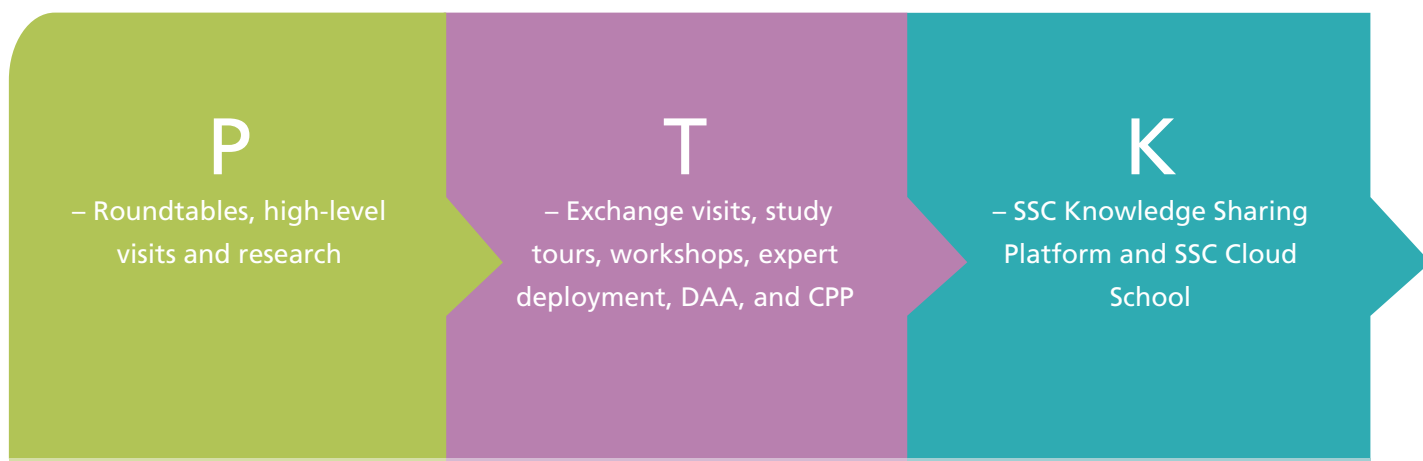 P
– Roundtables, high-level
visits and research
T
– Exchange visits, study
tours, workshops, expert
deployment, DAA, and CPP
K
– SSC Knowledge Sharing
Platform and SSC Cloud
School